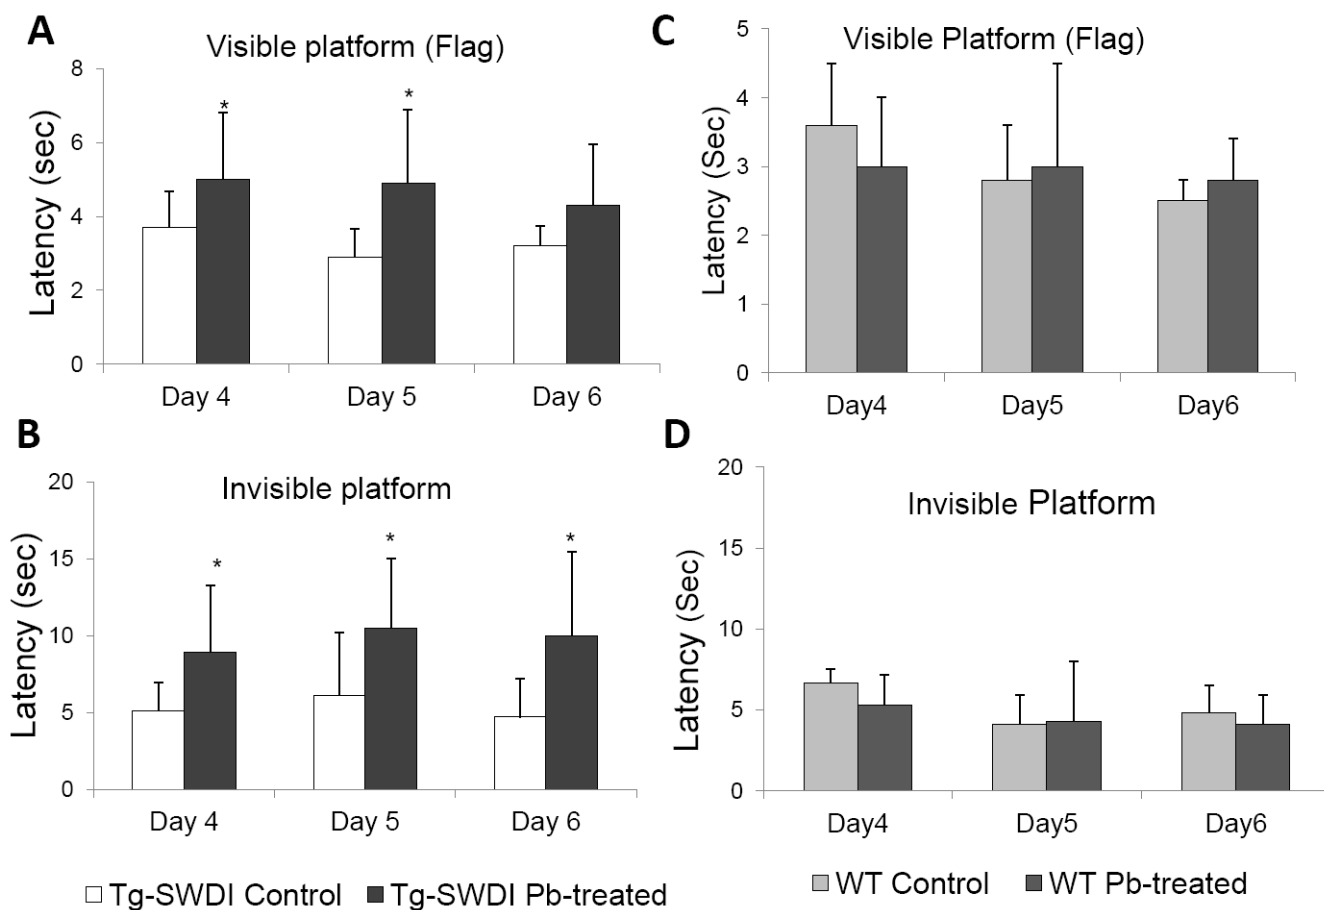 A
Visible platform (Flag)
Latency (sec)
8
6
4
2
0
*
*
Day 4
Day 5
Day 6
B
Invisible platform
Latency (sec)
20
15
10
5
0
*
*
*
Day 4
Day 5
Day 6
Tg-SWDI Control
Tg-SWDI Pb-treated
C
Visible Platform (Flag)
Latency (Sec)
5
4
3
2
1
0
Day4
Day5
Day6
D
Invisible Platform
Latency (Sec)
20
15
10
5
0
Day4
Day5
Day6
WT Control
WT Pb-treated